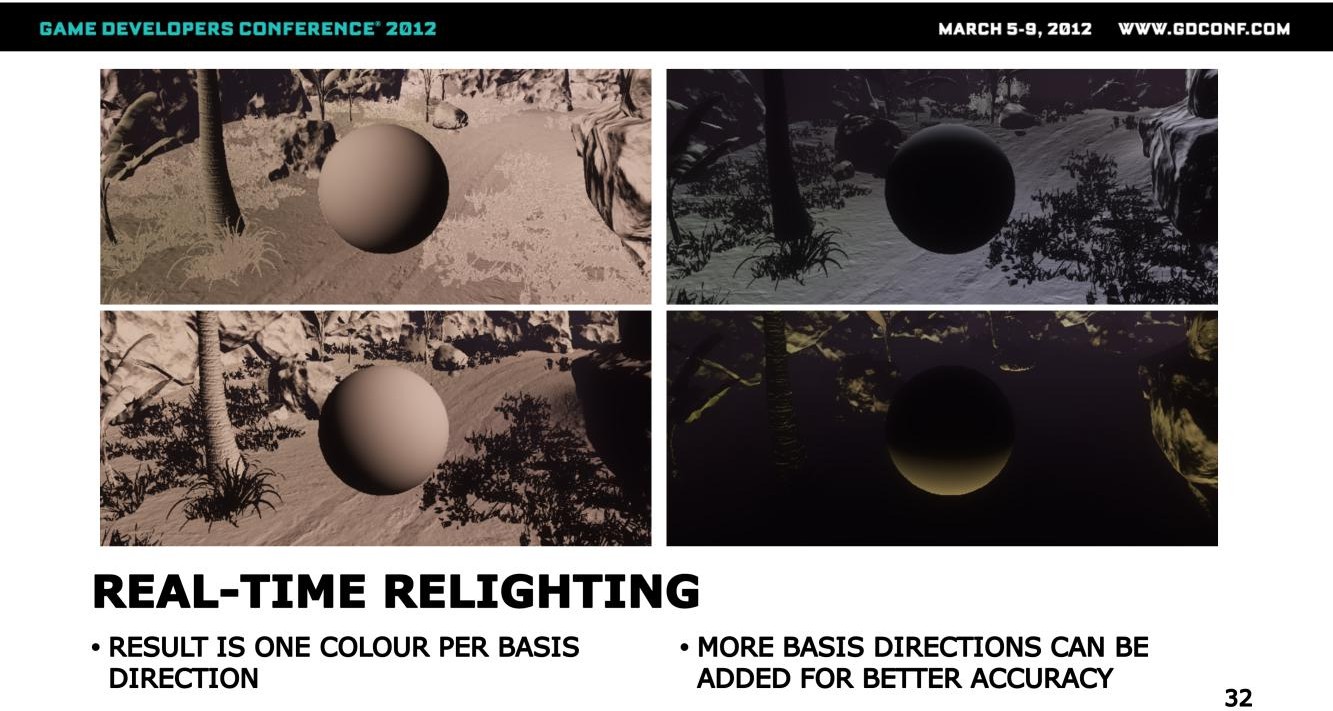 GAME DEVELOPERS CONFERENCE® 2012
MARCH 5-9, 2012 WWW.GDCONF.COM
REAL-TIME RELIGHTING
• RESULT IS ONE COLOUR PER BASIS
DIRECTION
• MORE BASIS DIRECTIONS CAN BE
ADDED FOR BETTER ACCURACY
32